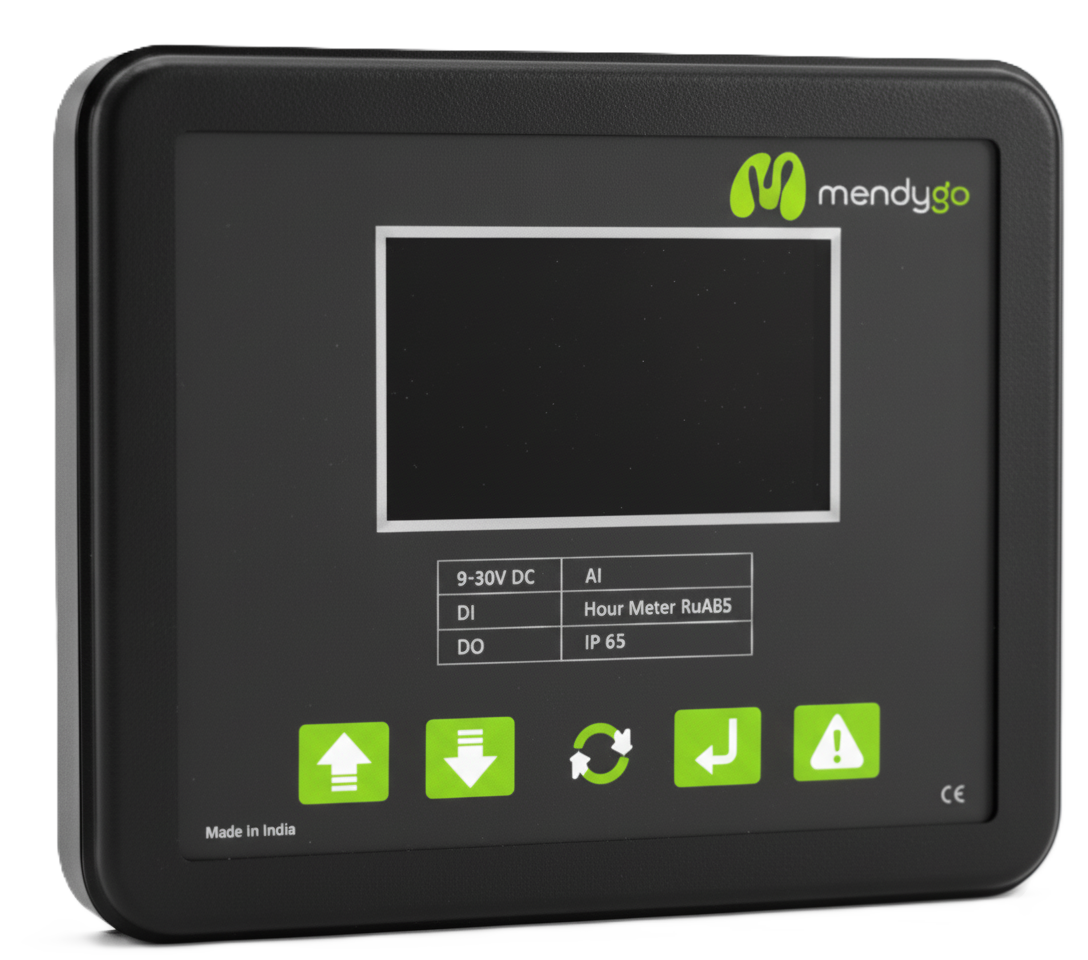 mendygo
9-30V DC
AI
DI
Hour Meter RuAB5
DO
IP 65
CE
Made in India